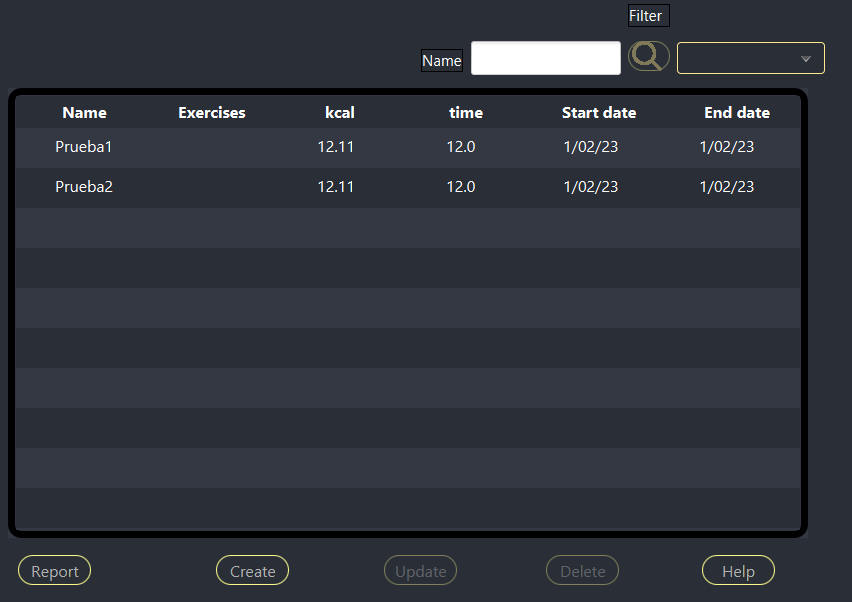 Filter
Name
Name Exercises kcal time Start date End date
Prueba1 12.11 12.0 1/02/23 1/02/23
Prueba2 12.11 12.0 1/02/23 1/02/23
Report Create Update Delete Help